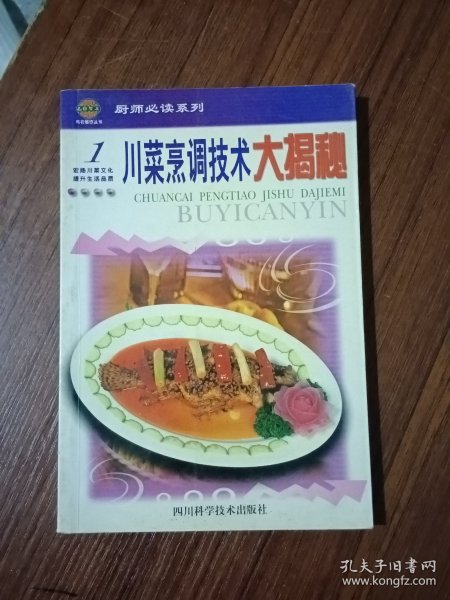 厨师必读系列
1
宏扬川菜文化
提升生活品质
川菜烹调技术大揭秘
CHUANCAI PENGTIAO JISHU DAJIEMI
BUYICANYIN
四川科学技术出版社
孔夫子旧书网
www.kongfz.com